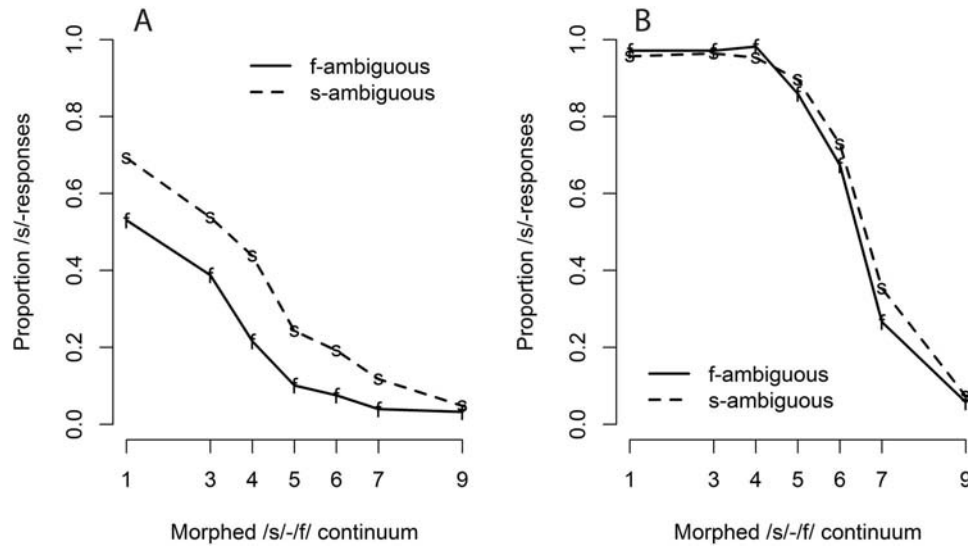 A
B
f-ambiguous
s-ambiguous
Proportion /s/-responses
0.0 0.2 0.4 0.6 0.8 1.0
s s s s s s s
f f f f f f f
1 3 4 5 6 7 9
Morphed /s/-/f/ continuum
Proportion /s/-responses
0.0 0.2 0.4 0.6 0.8 1.0
f f f f f f f
s s s s s s s
f-ambiguous
s-ambiguous
1 3 4 5 6 7 9
Morphed /s/-/f/ continuum